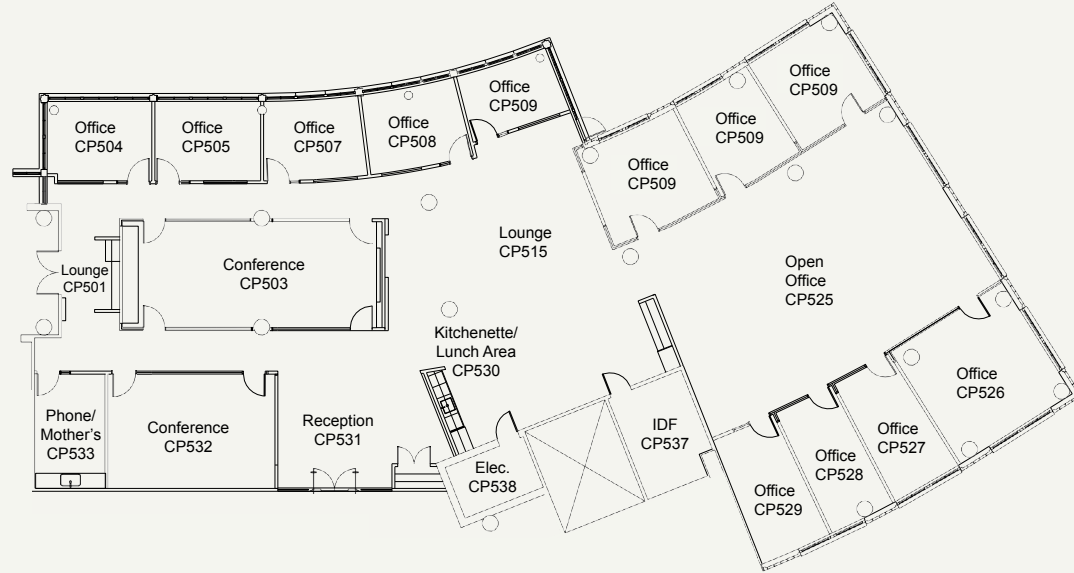 Office
CP504
Office
CP505
Office
CP507
Office
CP508
Office
CP509
Office
CP509
Office
CP509
Office
CP509
Lounge
CP501
Conference
CP503
Lounge
CP515
Open
Office
CP525
Kitchenette/
Lunch Area
CP530
Phone/
Mother's
CP533
Conference
CP532
Reception
CP531
Elec.
CP538
IDF
CP537
Office
CP529
Office
CP528
Office
CP527
Office
CP526